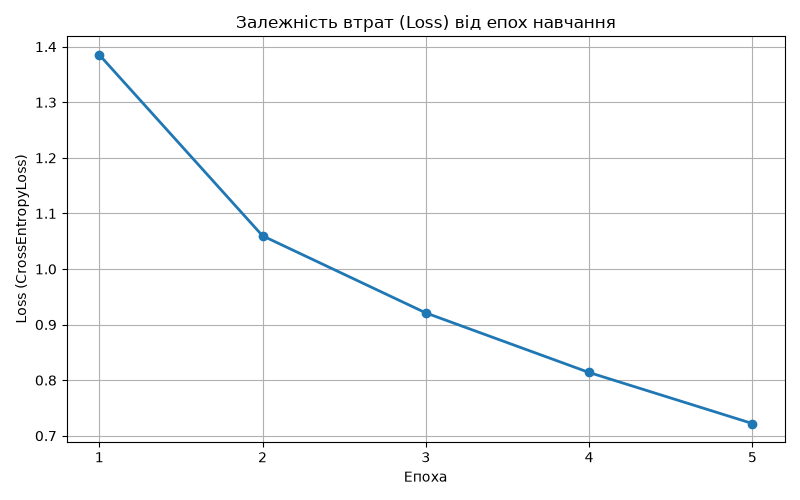 Залежність втрат (Loss) від епох навчання
Loss (CrossEntropyLoss)
1.4
1.3
1.2
1.1
1.0
0.9
0.8
0.7
1 2 3 4 5
Епоха